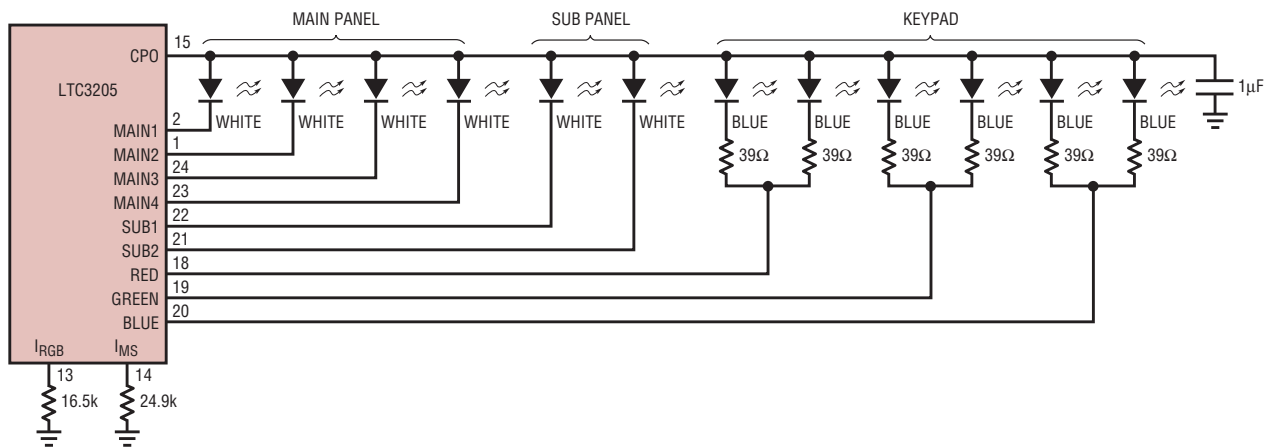 MAIN PANEL SUB PANEL KEYPAD
15
CPO
LTC3205
1µF
2
MAIN1 WHITE WHITE WHITE WHITE WHITE WHITE BLUE BLUE BLUE BLUE BLUE BLUE
1
MAIN2 39Ω 39Ω 39Ω 39Ω 39Ω 39Ω
24
MAIN3
23
MAIN4
22
SUB1
21
SUB2
18
RED
19
GREEN
20
BLUE
IRGB IMS
13 14
16.5k 24.9k